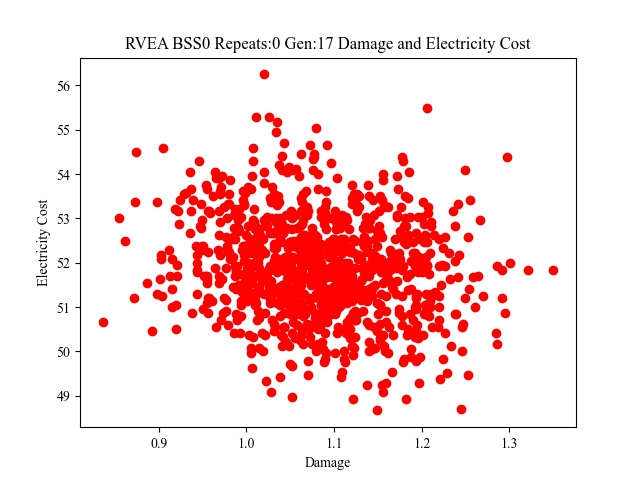 RVEA BSS0 Repeats:0 Gen:17 Damage and Electricity Cost
Electricity Cost
56
55
54
53
52
51
50
49
0.9 1.0 1.1 1.2 1.3
Damage